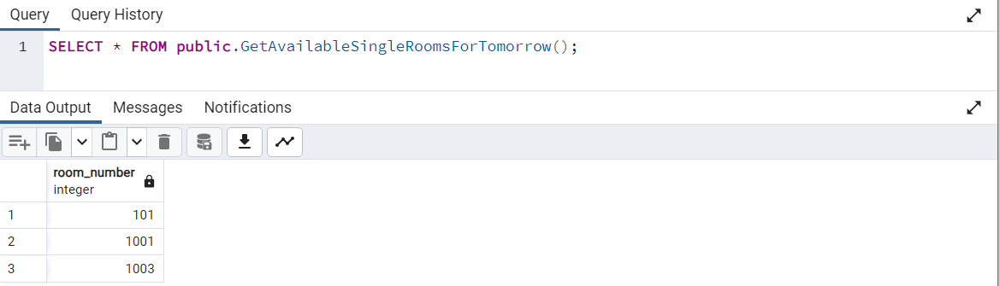 Query Query History
1 SELECT * FROM public.GetAvailableSingleRoomsForTomorrow();
Data Output Messages Notifications
room_number
integer
1 101
2 1001
3 1003